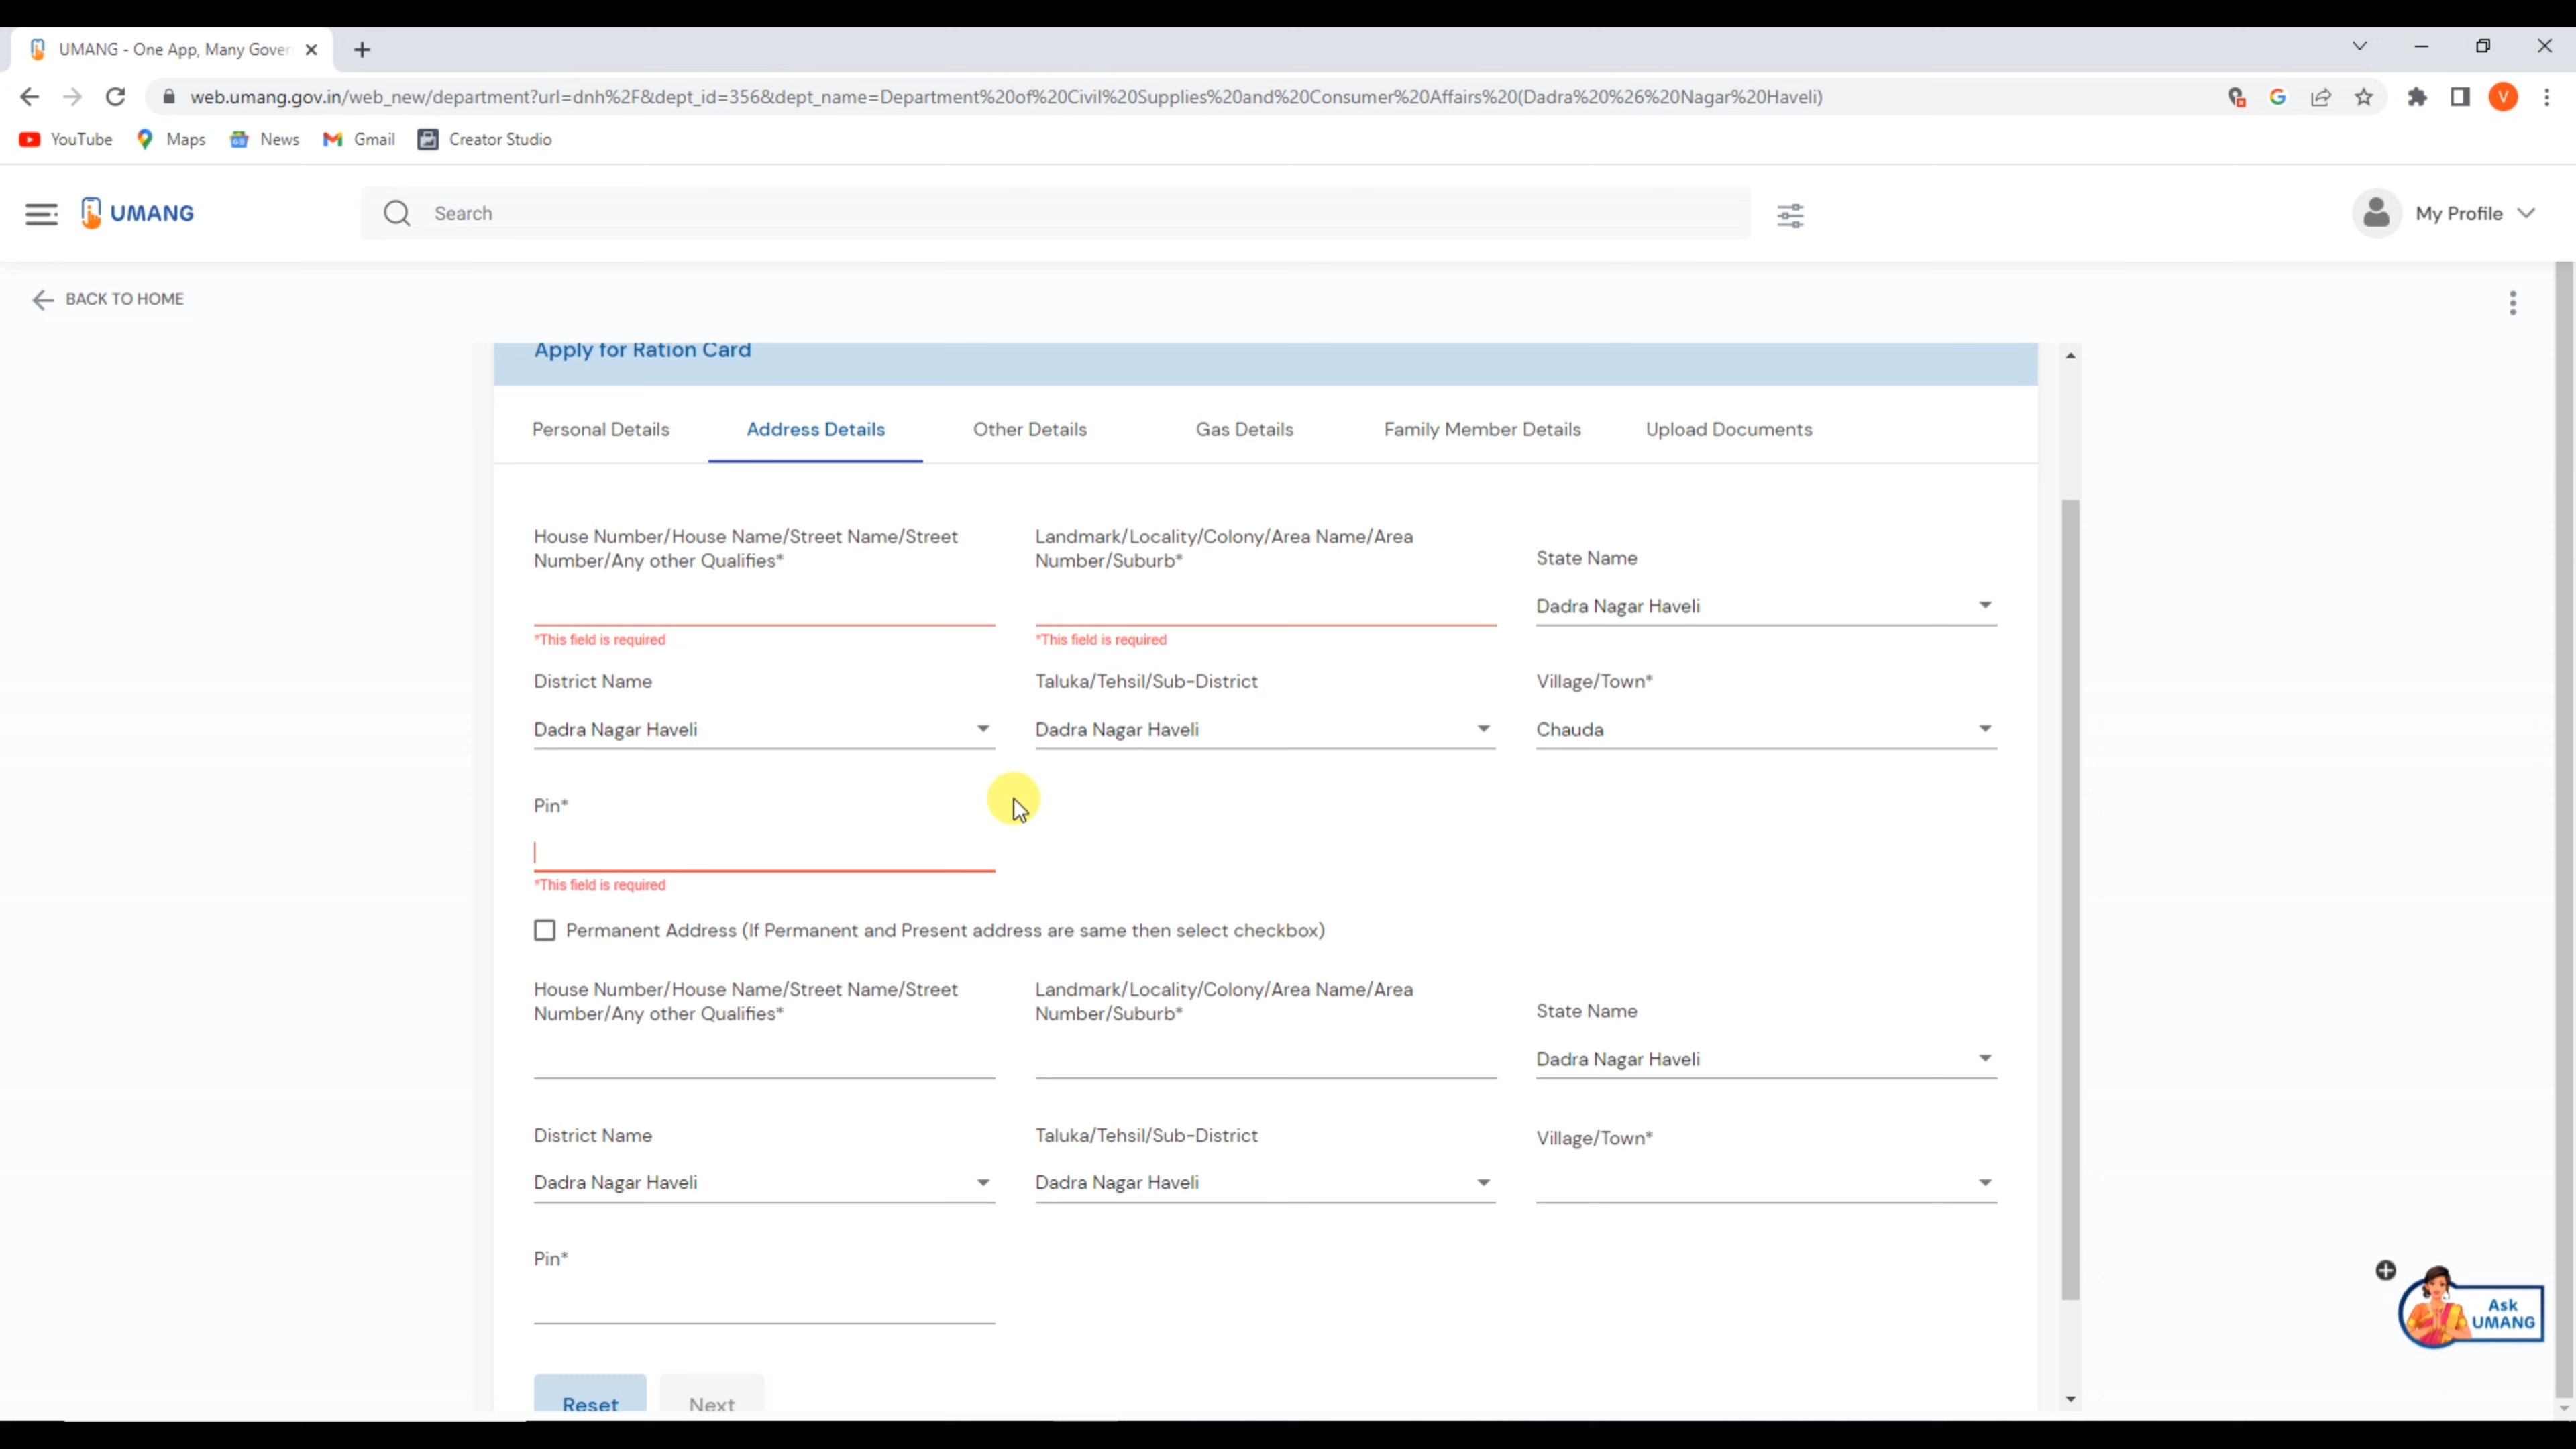 UMANG - One App, Many Gover
web.umang.gov.in/web_new/department?url=dnh%2F&dept_id=356&dept_name=Department%20of%20Civil%20Supplies%20and%20Consumer%20Affairs%20(Dadra%20%26%20Nagar%20Haveli)
V
YouTube Maps News Gmail Creator Studio
UMANG Search My Profile
BACK TO HOME
Apply for Ration Card
Personal Details Address Details Other Details Gas Details Family Member Details Upload Documents
House Number/House Name/Street Name/Street
Number/Any other Qualifies*
Landmark/Locality/Colony/Area Name/Area
Number/Suburb*
State Name
Dadra Nagar Haveli
*This field is required
*This field is required
District Name Taluka/Tehsil/Sub-District Village/Town*
Dadra Nagar Haveli Dadra Nagar Haveli Chauda
Pin*
*This field is required
Permanent Address (If Permanent and Present address are same then select checkbox)
House Number/House Name/Street Name/Street
Number/Any other Qualifies*
Landmark/Locality/Colony/Area Name/Area
Number/Suburb*
State Name
Dadra Nagar Haveli
District Name Taluka/Tehsil/Sub-District Village/Town*
Dadra Nagar Haveli Dadra Nagar Haveli
Pin*
Ask
UMANG
Reset Next